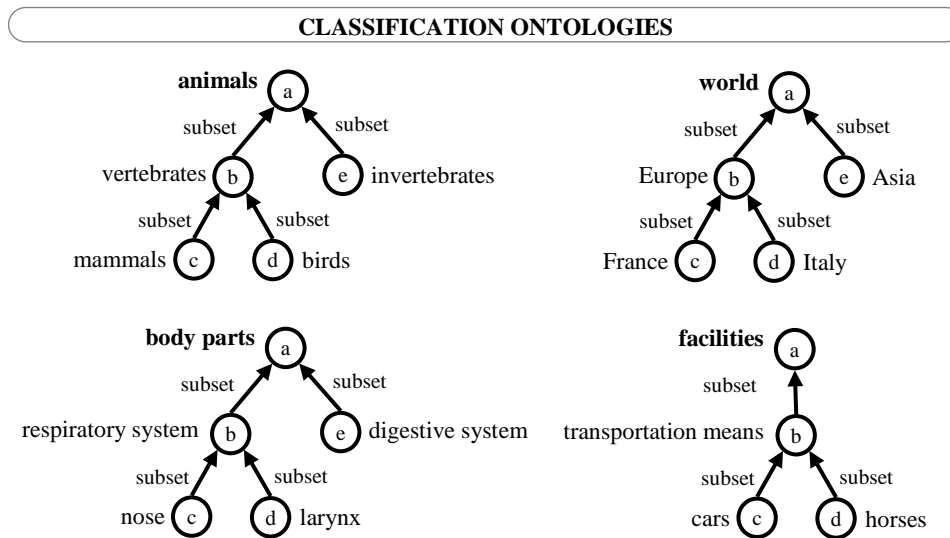 CLASSIFICATION ONTOLOGIES
animals
a
subset
subset
vertebrates
b
e
invertebrates
subset
subset
mammals
c
d
birds
world
a
subset
subset
Europe
b
e
Asia
subset
subset
France
c
d
Italy
body parts
a
subset
subset
respiratory system
b
e
digestive system
subset
subset
nose
c
d
larynx
facilities
a
subset
transportation means
b
subset
subset
cars
c
d
horses